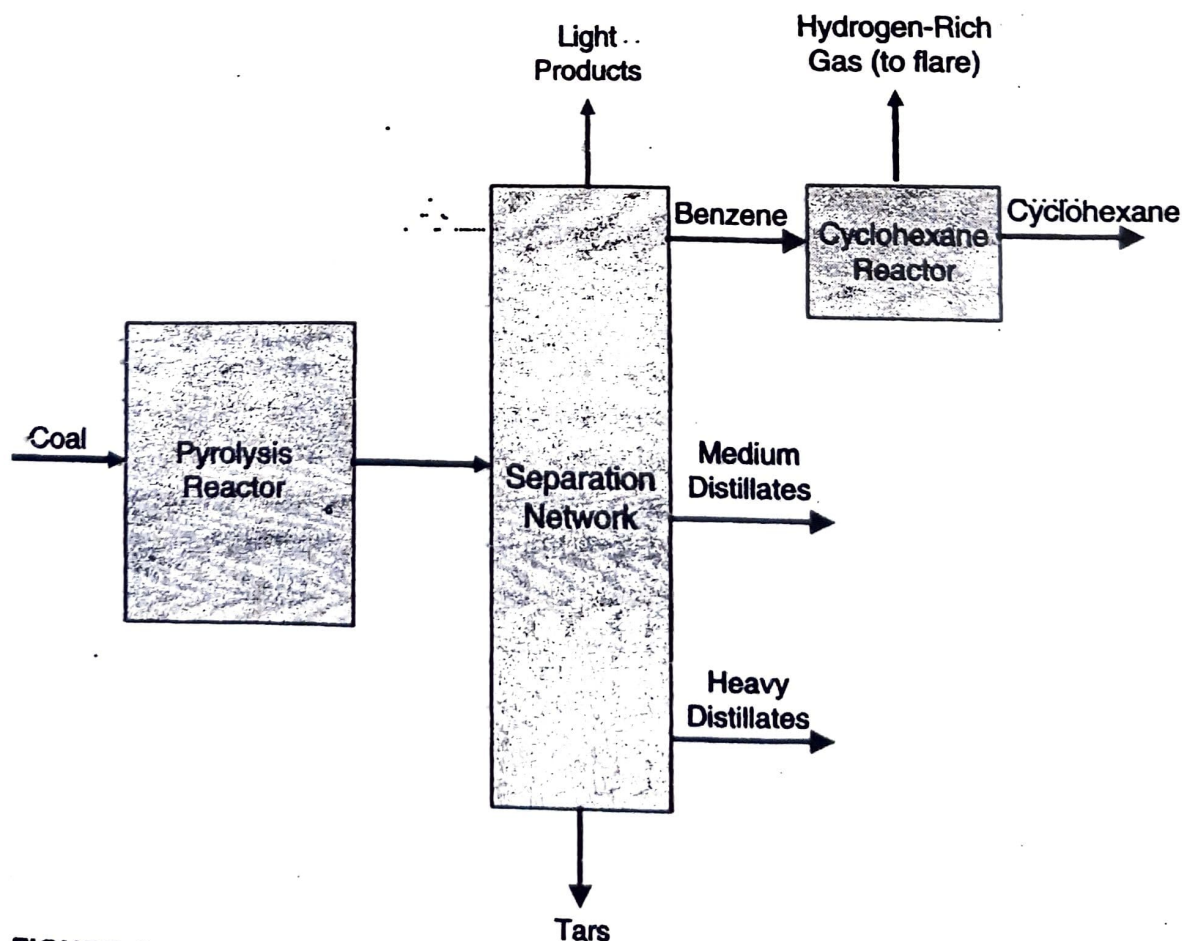 Light
Products
Hydrogen-Rich
Gas (to flare)
Benzene
Cyclohexane
Reactor
Cyclohexane
Coal
Pyrolysis
Reactor
Separation
Network
Medium
Distillates
Heavy
Distillates
Tars